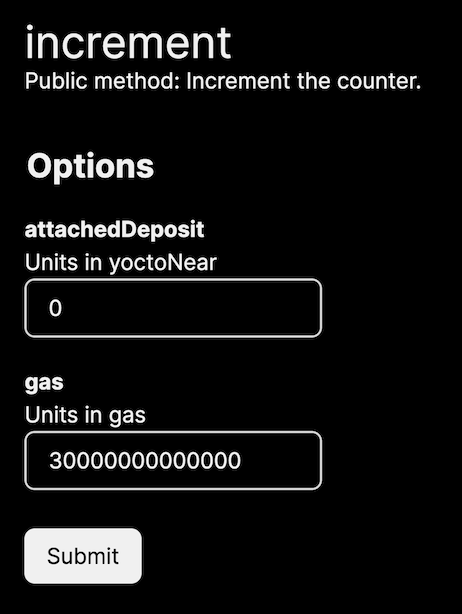 increment
Public method: Increment the counter.
Options
attachedDeposit
Units in yoctoNear
0
gas
Units in gas
30000000000000
Submit